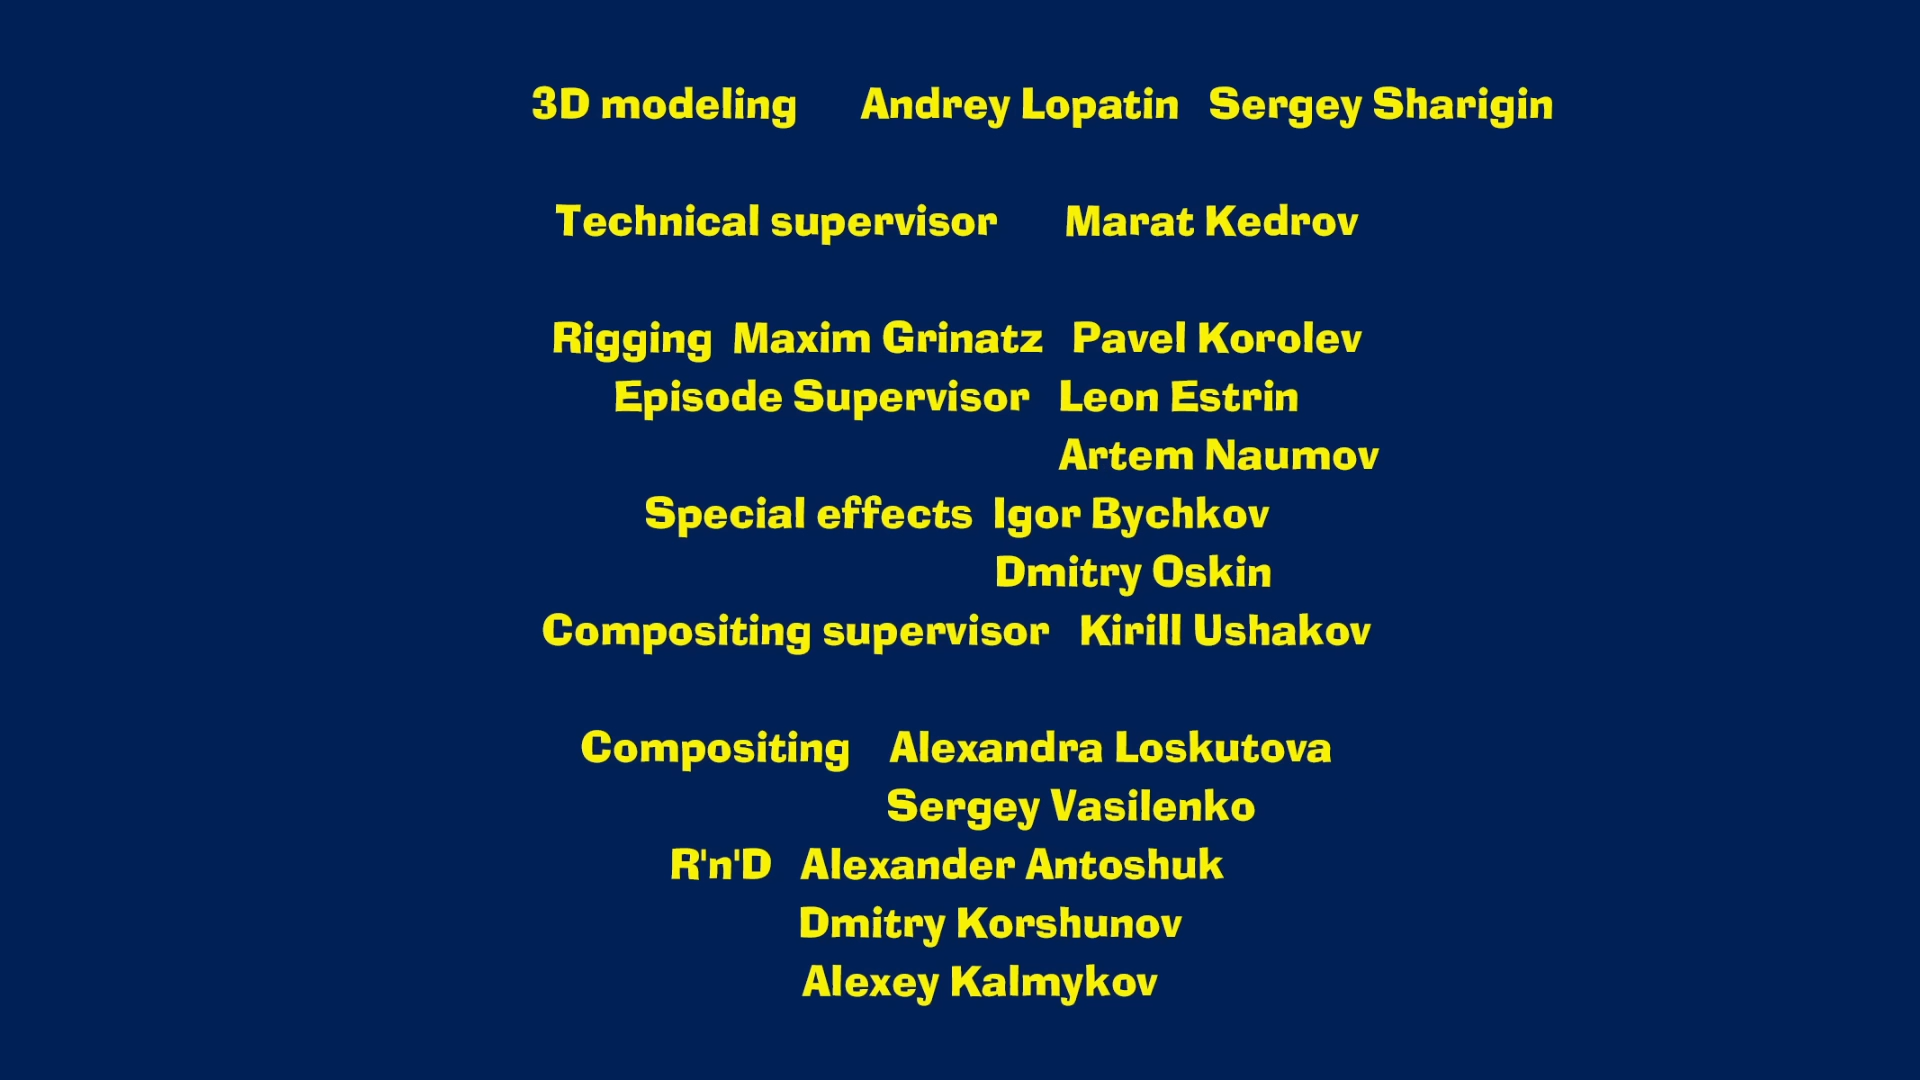 3D modeling Andrey Lopatin Sergey Sharigin
Technical supervisor Marat Kedrov
Rigging Maxim Grinatz Pavel Korolev
Episode Supervisor Leon Estrin
Artem Naumov
Special effects Igor Bychkov
Dmitry Oskin
Compositing supervisor Kirill Ushakov
Compositing Alexandra Loskutova
Sergey Vasilenko
R'n'D Alexander Antoshuk
Dmitry Korshunov
Alexey Kalmykov